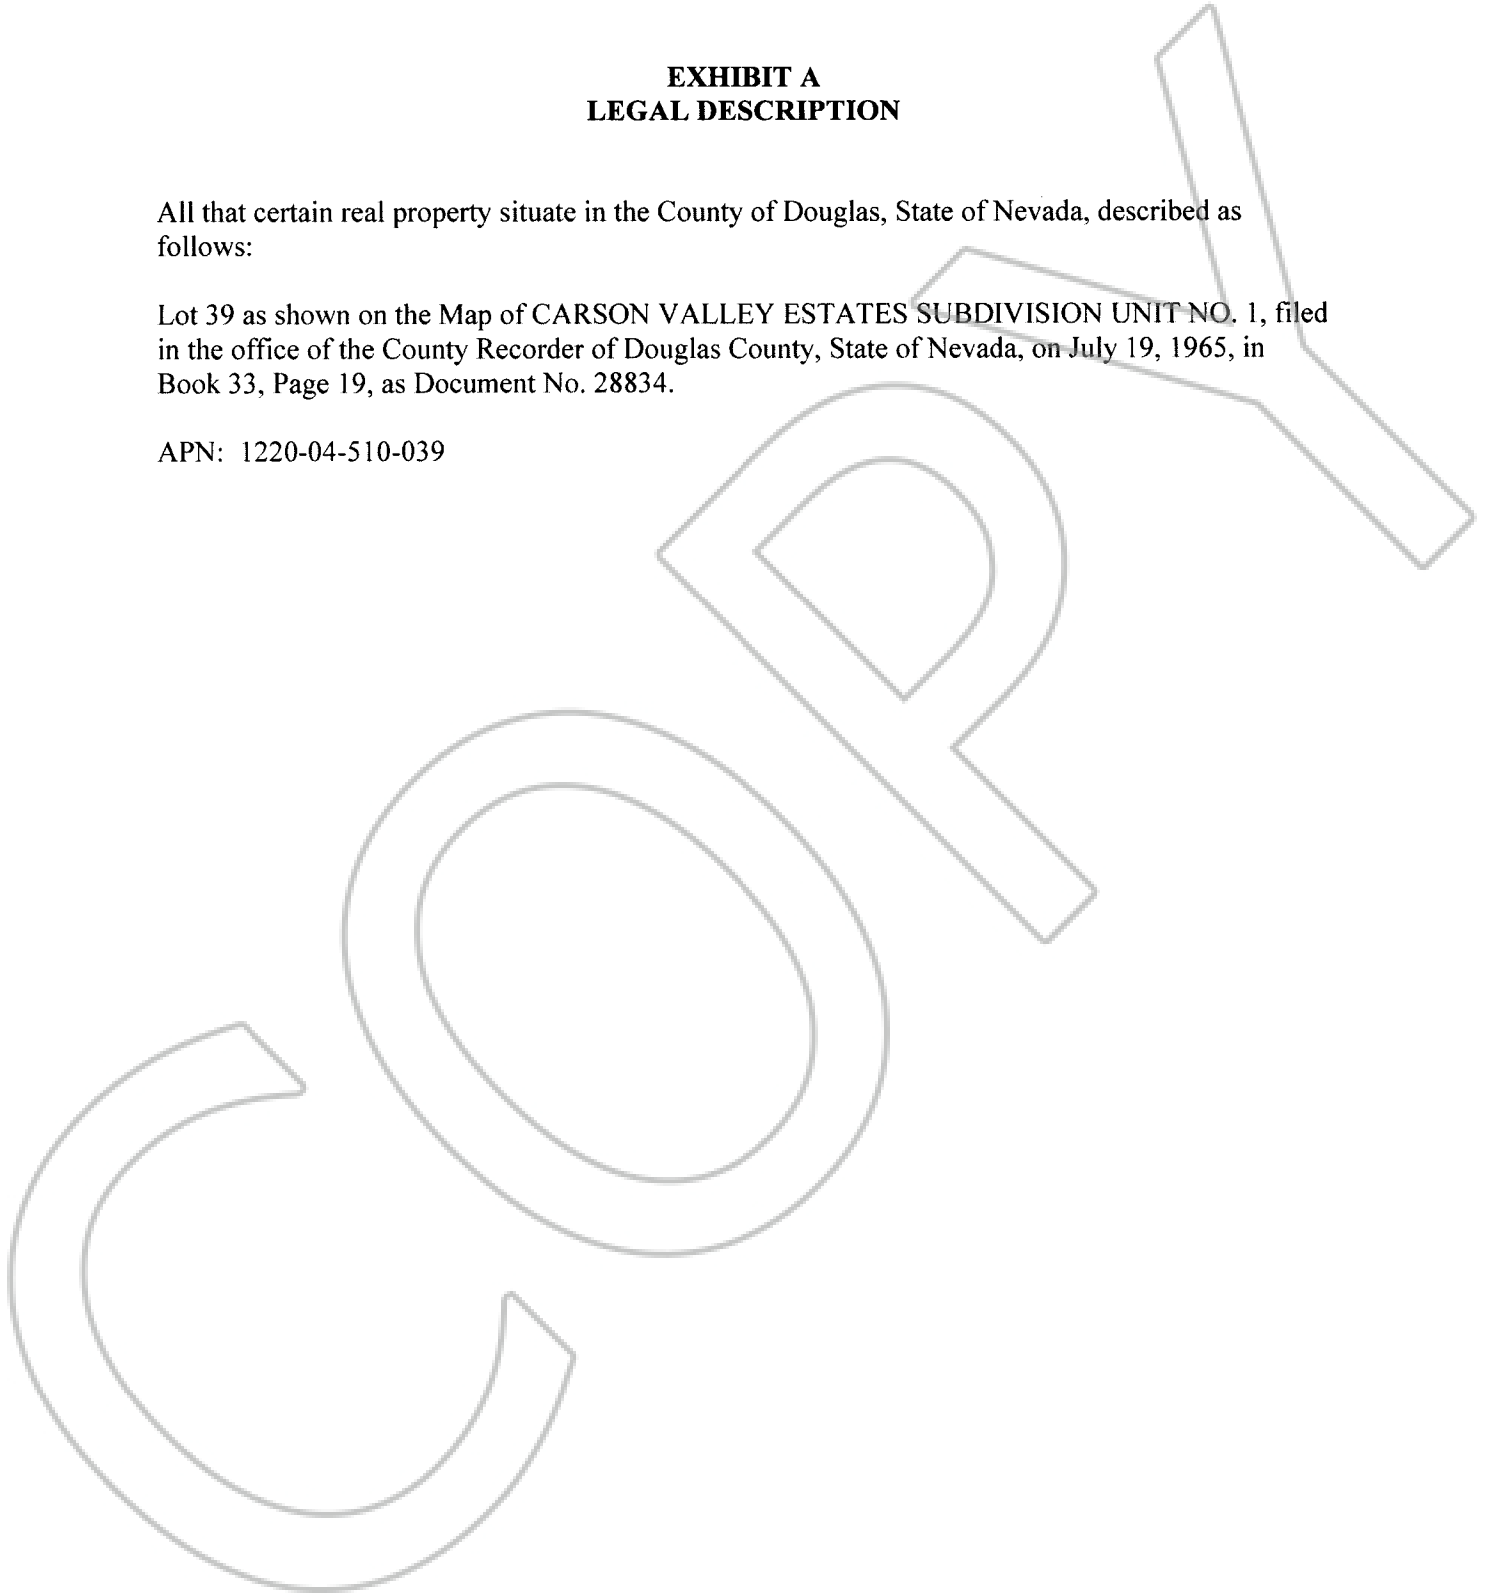 EXHIBIT A
LEGAL DESCRIPTION
All that certain real property situate in the County of Douglas, State of Nevada, described as
follows:
Lot 39 as shown on the Map of CARSON VALLEY ESTATES SUBDIVISION UNIT NO. 1, filed
in the office of the County Recorder of Douglas County, State of Nevada, on July 19, 1965, in
Book 33, Page 19, as Document No. 28834.
APN: 1220-04-510-039
COPY